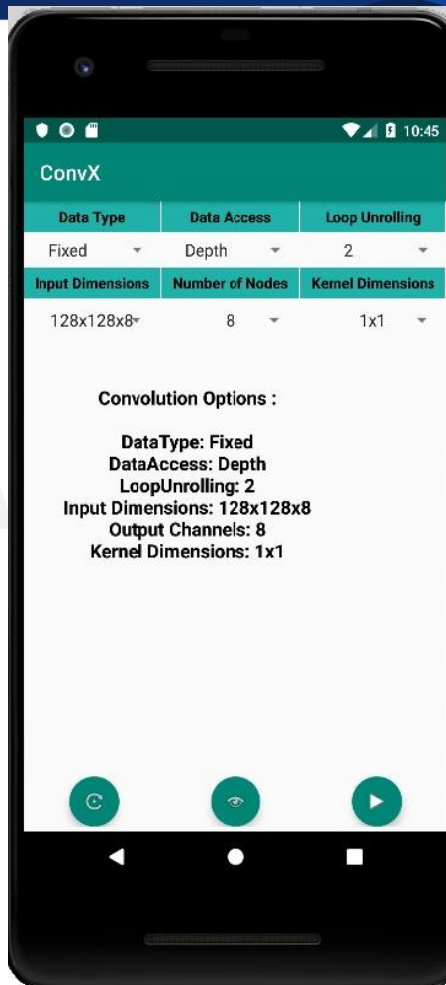 10:45
ConvX
Data Type Data Access Loop Unrolling
Fixed Depth 2
Input Dimensions Number of Nodes Kernel Dimensions
128x128x8 8 1x1
Convolution Options :
DataType: Fixed
DataAccess: Depth
LoopUnrolling: 2
Input Dimensions: 128x128x8
Output Channels: 8
Kernel Dimensions: 1x1